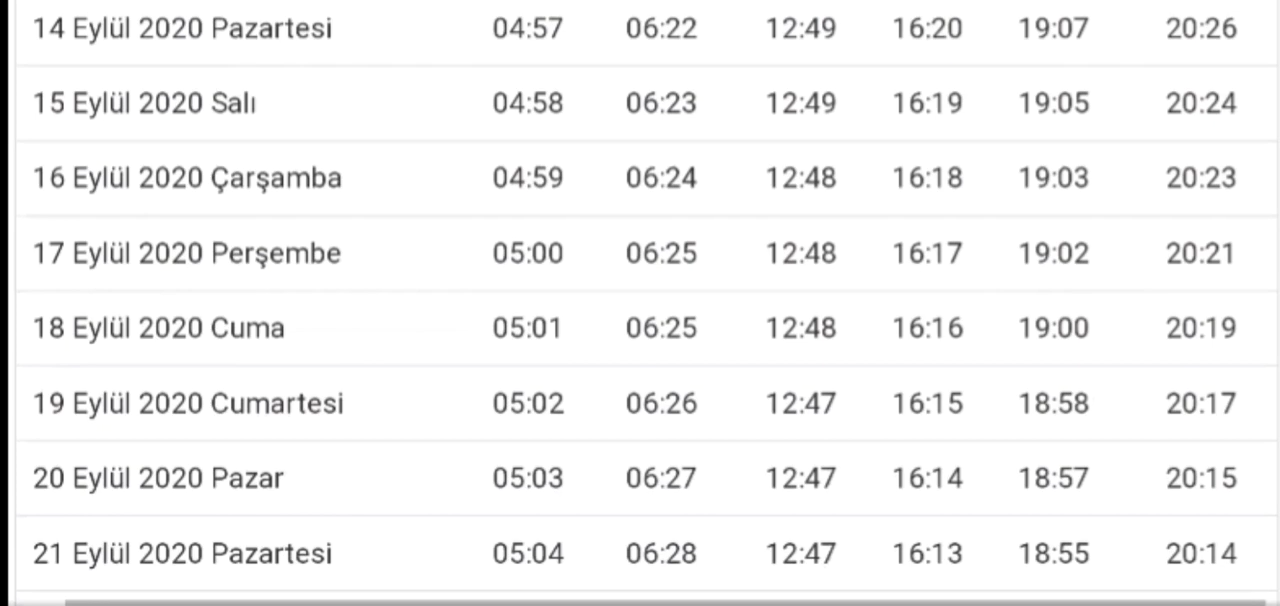 14 Eylül 2020 Pazartesi 04:57 06:22 12:49 16:20 19:07 20:26
15 Eylül 2020 Salı 04:58 06:23 12:49 16:19 19:05 20:24
16 Eylül 2020 Çarşamba 04:59 06:24 12:48 16:18 19:03 20:23
17 Eylül 2020 Perşembe 05:00 06:25 12:48 16:17 19:02 20:21
18 Eylül 2020 Cuma 05:01 06:25 12:48 16:16 19:00 20:19
19 Eylül 2020 Cumartesi 05:02 06:26 12:47 16:15 18:58 20:17
20 Eylül 2020 Pazar 05:03 06:27 12:47 16:14 18:57 20:15
21 Eylül 2020 Pazartesi 05:04 06:28 12:47 16:13 18:55 20:14